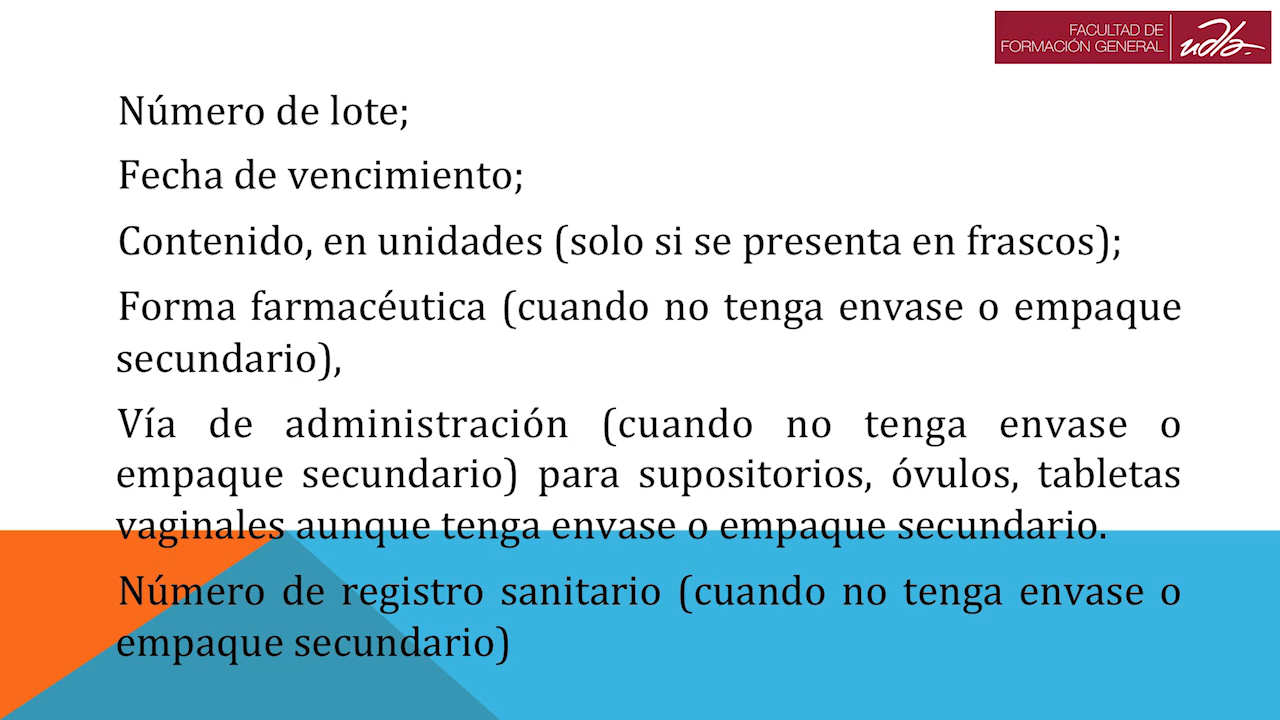 FACULTAD DE
FORMACIÓN GENERAL
udla
Número de lote;
Fecha de vencimiento;
Contenido, en unidades (solo si se presenta en frascos);
Forma farmacéutica (cuando no tenga envase o empaque
secundario),
Vía de administración (cuando no tenga envase o
empaque secundario) para supositorios, óvulos, tabletas
vaginales aunque tenga envase o empaque secundario.
Número de registro sanitario (cuando no tenga envase o
empaque secundario)